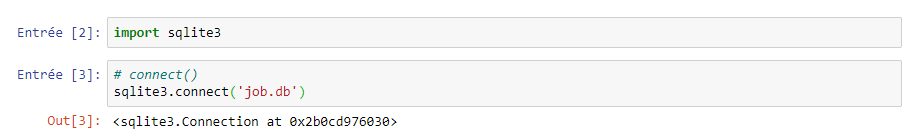 Entrée [2]: import sqlite3
Entrée [3]: # connect()
sqlite3.connect('job.db')
Out[3]: <sqlite3.Connection at 0x2b0cd976030>